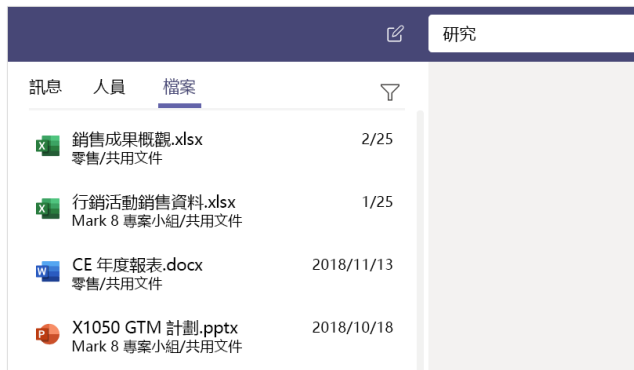 研究
訊息 人員 檔案
銷售成果概觀.xlsx 2/25
零售/共用文件
行銷活動銷售資料.xlsx 1/25
Mark 8 專案小組/共用文件
CE 年度報表.docx 2018/11/13
零售/共用文件
X1050 GTM 計劃.pptx 2018/10/18
Mark 8 專案小組/共用文件